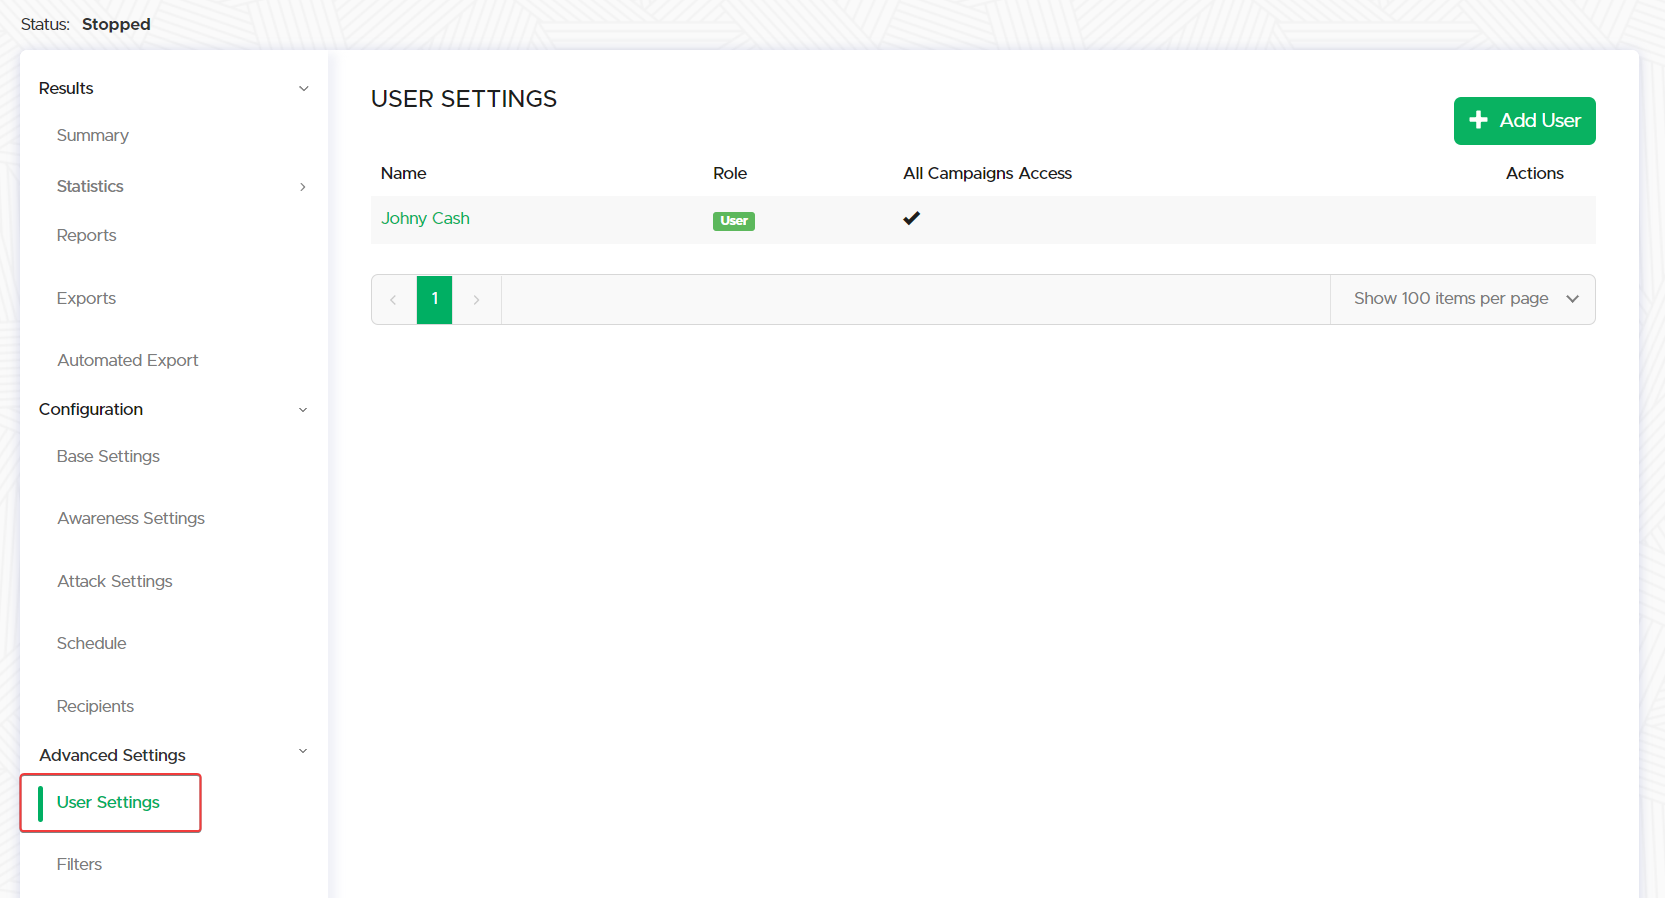 Status: Stopped
Results
Summary
Statistics
Reports
Exports
Automated Export
Configuration
Base Settings
Awareness Settings
Attack Settings
Schedule
Recipients
Advanced Settings
User Settings
Filters
USER SETTINGS
Add User
Name Role All Campaigns Access Actions
Johny Cash User
1 Show 100 items per page